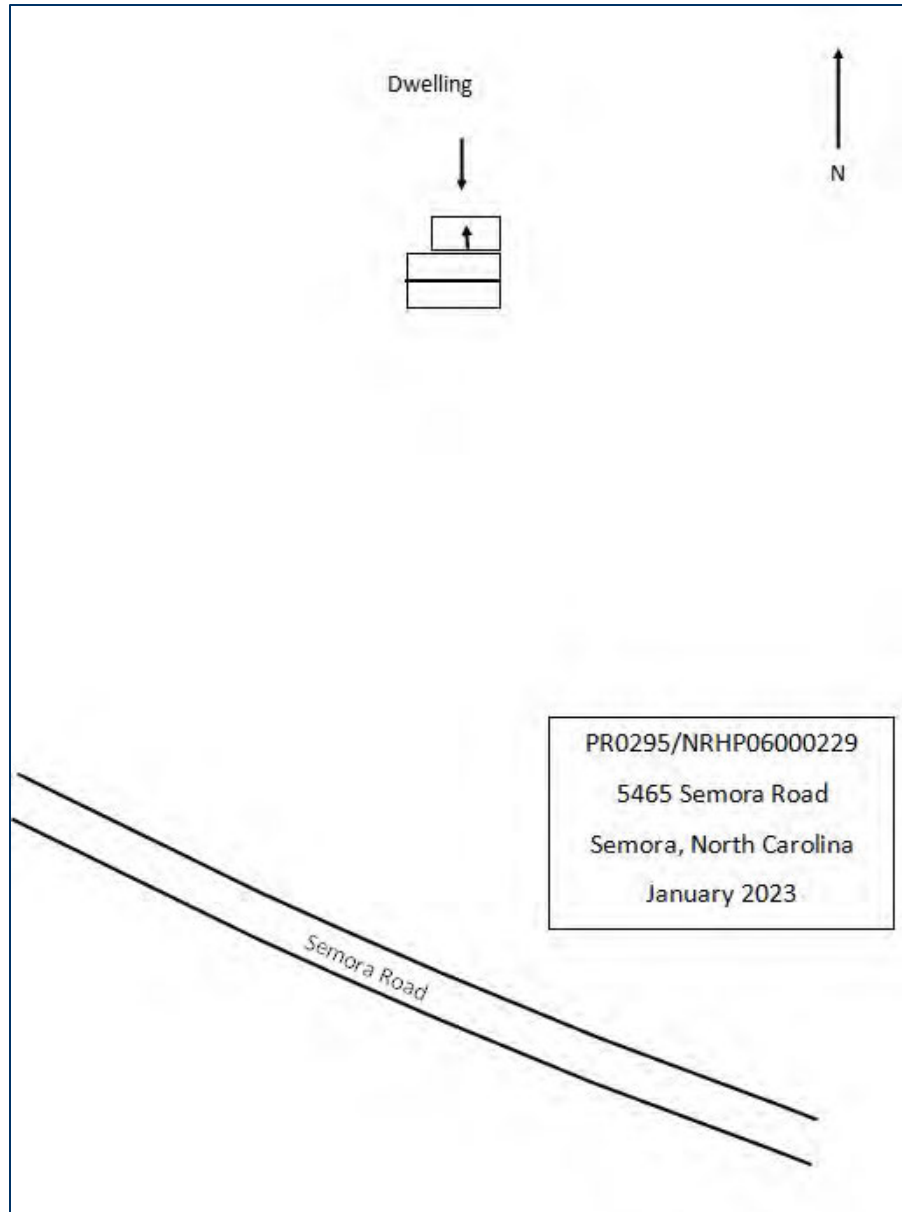 Dwelling
N
PR0295/NRHP06000229
5465 Semora Road
Semora, North Carolina
January 2023
Semora Road